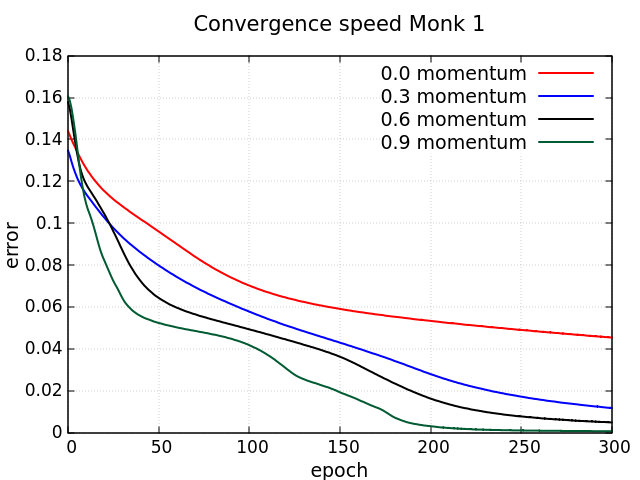 Convergence speed Monk 1
0.18
0.16
0.14
0.12
0.1
0.08
0.06
0.04
0.02
0
error
0.0 momentum
0.3 momentum
0.6 momentum
0.9 momentum
0 50 100 150 200 250 300
epoch